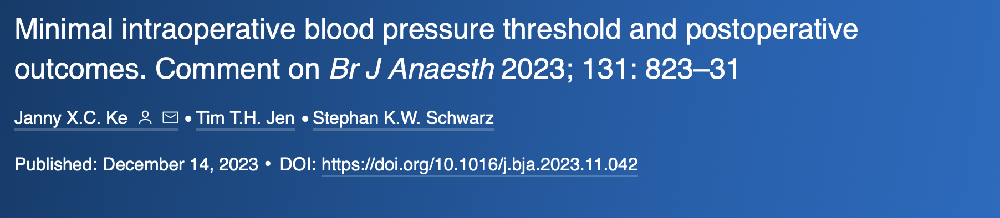 Minimal intraoperative blood pressure threshold and postoperative
outcomes. Comment on Br J Anaesth 2023; 131: 823–31
Janny X.C. Ke • Tim T.H. Jen • Stephan K.W. Schwarz
Published: December 14, 2023 • DOI: https://doi.org/10.1016/j.bja.2023.11.042